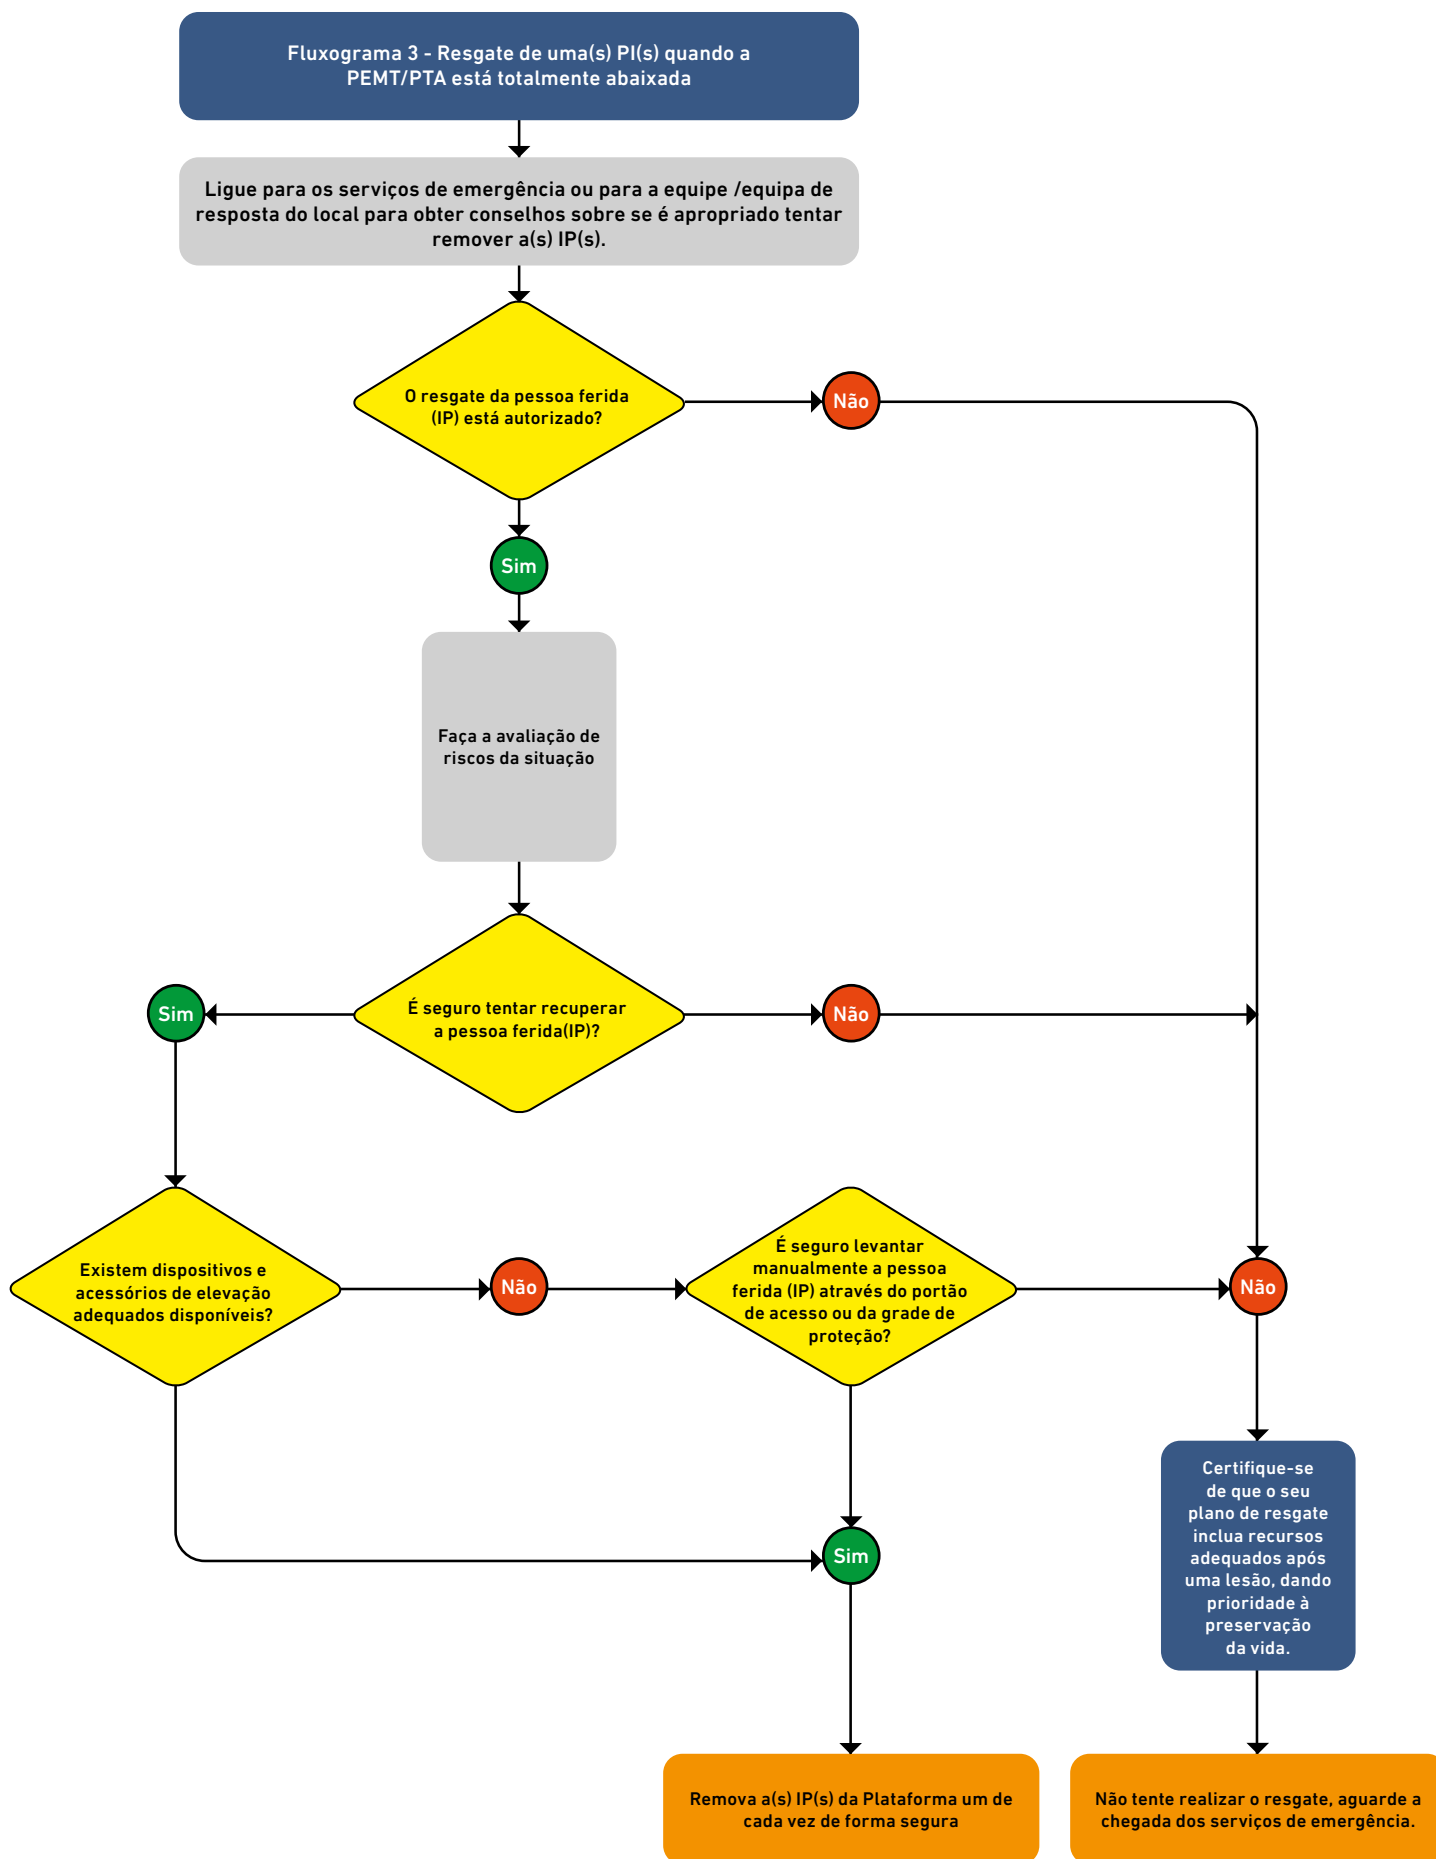 Fluxograma 3 - Resgate de uma(s) PI(s) quando a
PEMT/PTA está totalmente abaixada
Ligue para os serviços de emergência ou para a equipe /equipa de
resposta do local para obter conselhos sobre se é apropriado tentar
remover a(s) IP(s).
O resgate da pessoa ferida
(IP) está autorizado?
Não
Sim
Faça a avaliação de
riscos da situação
Sim
É seguro tentar recuperar
a pessoa ferida(IP)?
Não
Existem dispositivos e
acessórios de elevação
adequados disponíveis?
Não
É seguro levantar
manualmente a pessoa
ferida (IP) através do portão
de acesso ou da grade de
proteção?
Não
Sim
Certifique-se
de que o seu
plano de resgate
inclua recursos
adequados após
uma lesão, dando
prioridade à
preservação
da vida.
Remova a(s) IP(s) da Plataforma um de
cada vez de forma segura
Não tente realizar o resgate, aguarde a
chegada dos serviços de emergência.